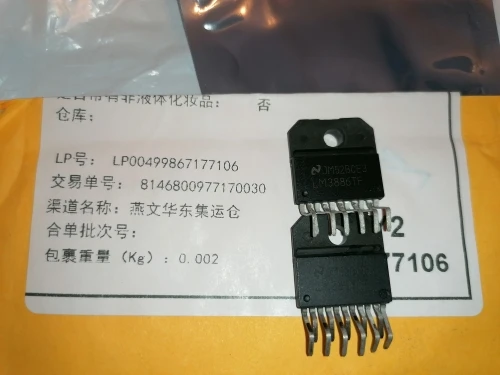 是否带有非液体化妆品： 否
仓库：
LP号： LP00499867177106
交易单号： 8146800977170030
渠道名称：燕文华东集运仓
合单批次号：
包裹重量（Kg）：0.002
LM3886TF
2
77106